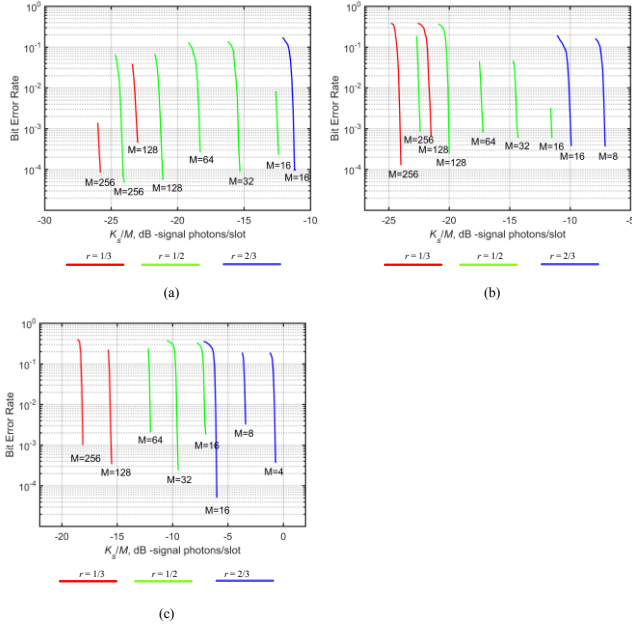 10^0
10^-1
10^-2
10^-3
10^-4
Bit Error Rate
M=256
M=256
M=128
M=128
M=64
M=32
M=16
M=16
-30
-25
-20
-15
-10
K_s/M, dB -signal photons/slot
r = 1/3
r = 1/2
r = 2/3
(a)
10^0
10^-1
10^-2
10^-3
10^-4
Bit Error Rate
M=256
M=256
M=128
M=128
M=64
M=32
M=16
M=16
M=8
-25
-20
-15
-10
-5
K_s/M, dB -signal photons/slot
r = 1/3
r = 1/2
r = 2/3
(b)
10^0
10^-1
10^-2
10^-3
10^-4
Bit Error Rate
M=256
M=128
M=64
M=32
M=16
M=16
M=8
M=4
-20
-15
-10
-5
0
K_s/M, dB -signal photons/slot
r = 1/3
r = 1/2
r = 2/3
(c)